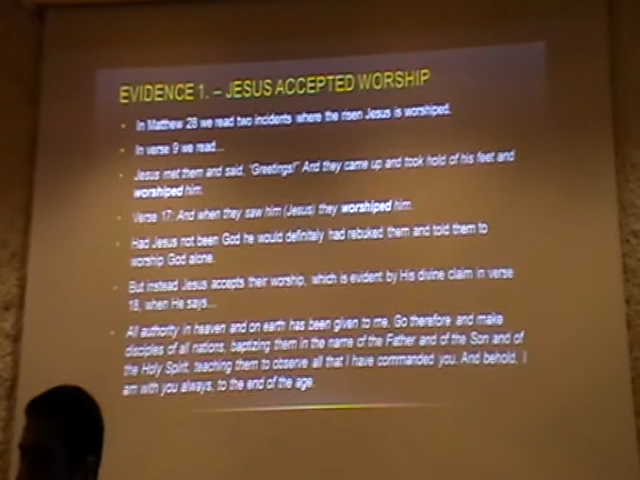 EVIDENCE 1. – JESUS ACCEPTED WORSHIP
• In Matthew 28 we read two incidents where the risen Jesus is worshiped.
• In verse 9 we read...
• Jesus met them and said, "Greetings!" And they came up and took hold of his feet and
worshiped him.
• Verse 17: And when they saw him (Jesus) they worshiped him.
• Had Jesus not been God he would definitely had rebuked them and told them to
worship God alone.
• But instead Jesus accepts their worship, which is evident by His divine claim in verse
18, when He says...
• All authority in heaven and on earth has been given to me. Go therefore and make
disciples of all nations, baptizing them in the name of the Father and of the Son and of
the Holy Spirit, teaching them to observe all that I have commanded you. And behold, I
am with you always, to the end of the age.